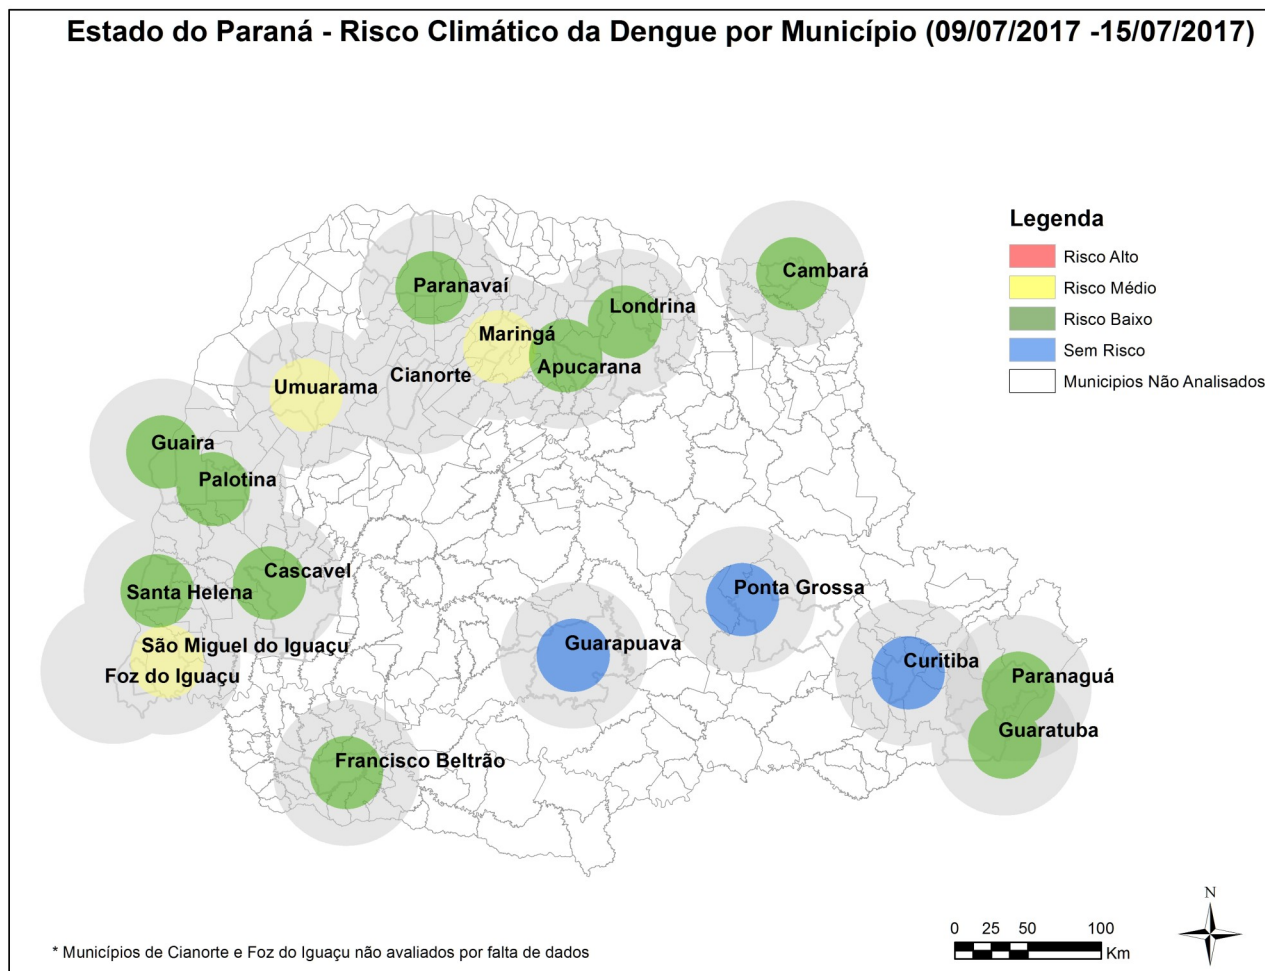 Estado do Paraná - Risco Climático da Dengue por Município (09/07/2017 -15/07/2017)
Legenda
Risco Alto
Risco Médio
Risco Baixo
Sem Risco
Municipios Não Analisados
Cambará
Paranavaí
Londrina
Maringá
Apucarana
Cianorte
Umuarama
Guaira
Palotina
Cascavel
Santa Helena
Ponta Grossa
São Miguel do Iguaçu
Guarapuava
Curitiba
Foz do Iguaçu
Paranaguá
Guaratuba
Francisco Beltrão
N
0 25 50 100
Km
* Municípios de Cianorte e Foz do Iguaçu não avaliados por falta de dados